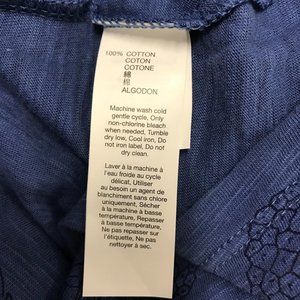 100% COTTON
COTON
COTONE
綿
棉
ALGODON
Machine wash cold
gentle cycle, Only
non-chlorine bleach
when needed, Tumble
dry low, Cool iron, Do
not iron label, Do not
dry clean.
Laver à la machine à
l'eau froide au cycle
délicat, Utiliser
au besoin un agent de
blanchiment sans chlore
uniquement, Sécher
à la machine à basse
température, Repasser
à basse température,
Ne pas repasser sur
l'étiquette, Ne pas
nettoyer à sec.